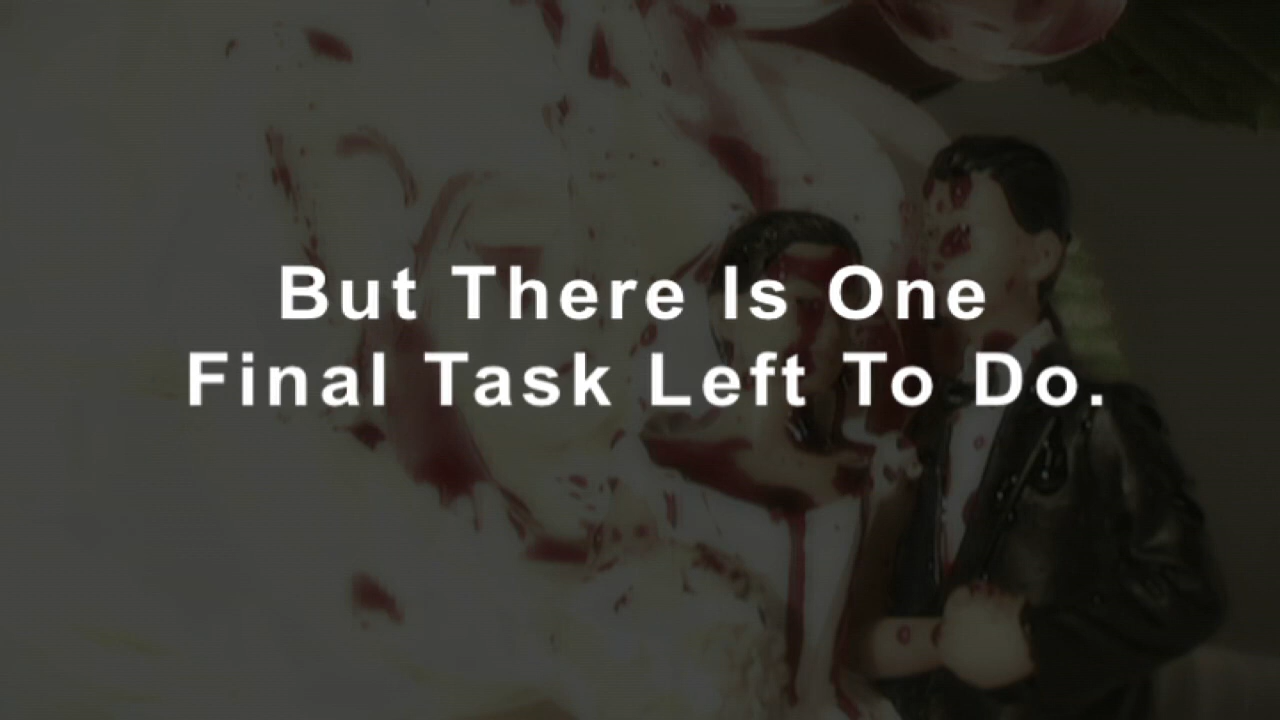 But There Is One
Final Task Left To Do.